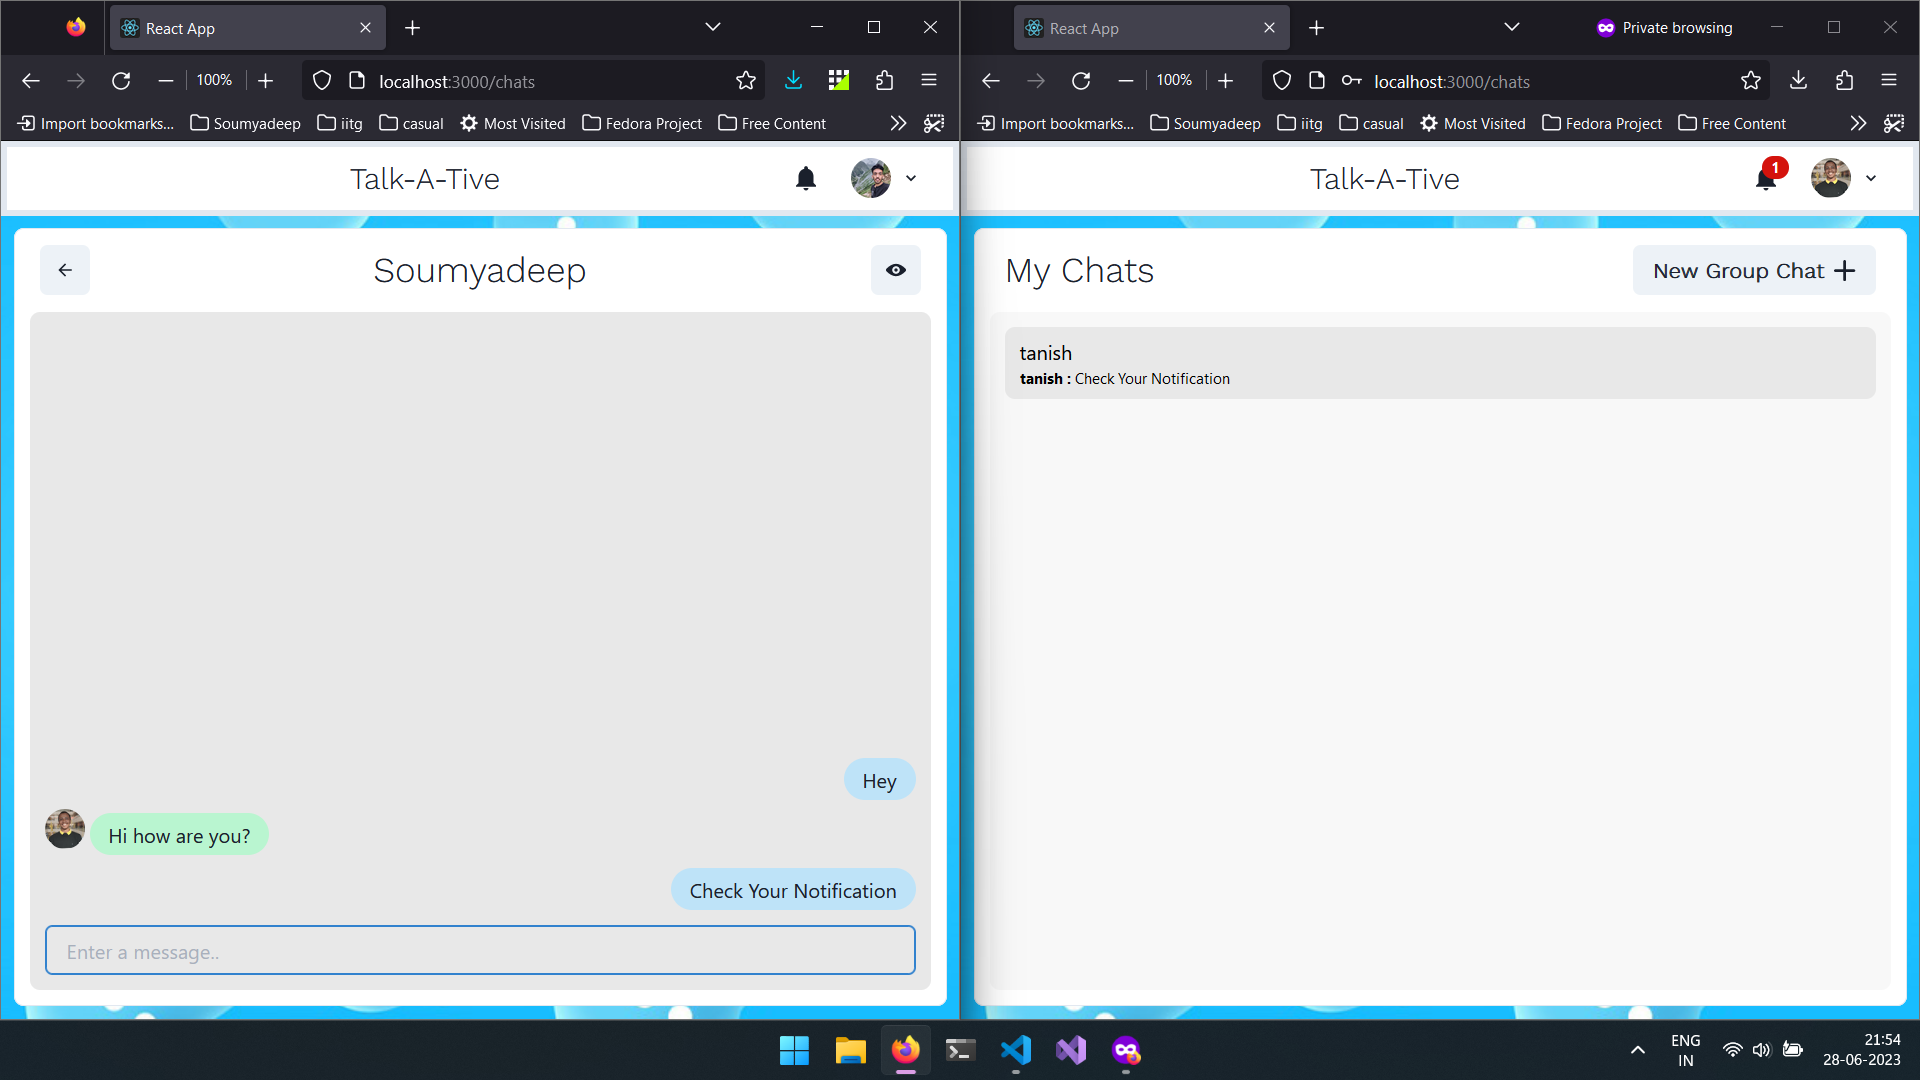 React App
100%
localhost:3000/chats
Import bookmarks...
Soumyadeep
iitg
casual
Most Visited
Fedora Project
Free Content
Talk-A-Tive
Soumyadeep
Hey
Hi how are you?
Check Your Notification
Enter a message..
React App
Private browsing
100%
localhost:3000/chats
Import bookmarks...
Soumyadeep
iitg
casual
Most Visited
Fedora Project
Free Content
Talk-A-Tive
1
My Chats
New Group Chat
tanish
tanish : Check Your Notification
ENG
IN
21:54
28-06-2023